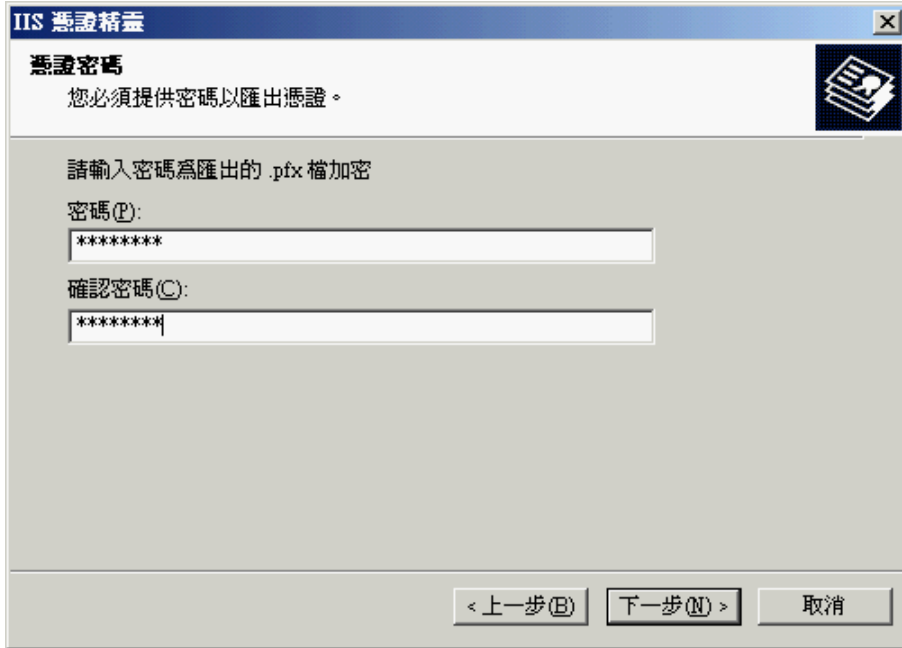 IIS 憑證精靈
憑證密碼
您必須提供密碼以匯出憑證。
請輸入密碼為匯出的 .pfx 檔加密
密碼(P):
********
確認密碼(C):
********
< 上一步(B)
下一步(N) >
取消